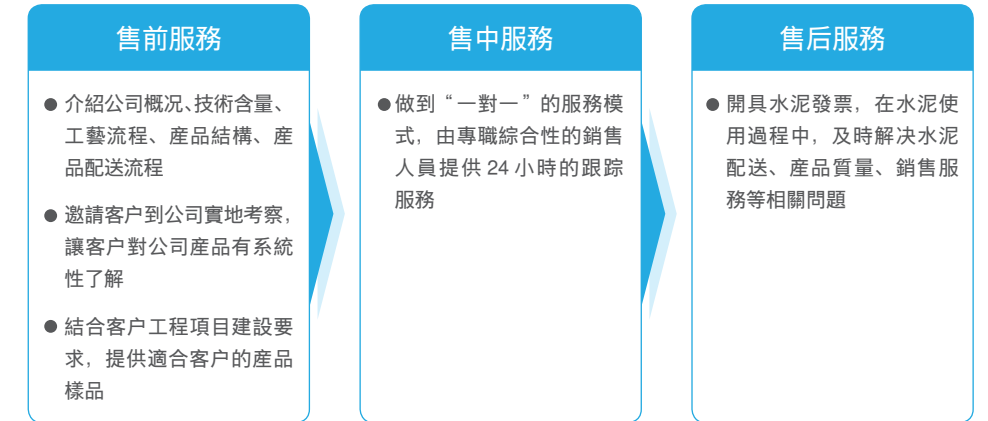 售前服務
● 介紹公司概况、技術含量、
工藝流程、産品結構、産
品配送流程
● 邀請客户到公司實地考察，
讓客户對公司産品有系統
性了解
● 結合客户工程項目建設要
求，提供適合客户的産品
樣品
售中服務
● 做到“一對一”的服務模
式，由專職綜合性的銷售
人員提供 24 小時的跟踪
服務
售后服務
● 開具水泥發票，在水泥使
用過程中，及時解决水泥
配送、産品質量、銷售服
務等相關問題